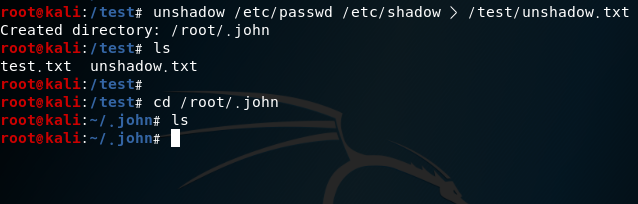 root@kali:/test# unshadow /etc/passwd /etc/shadow > /test/unshadow.txt
Created directory: /root/.john
root@kali:/test# ls
test.txt  unshadow.txt
root@kali:/test#
root@kali:/test# cd /root/.john
root@kali:~/.john# ls
root@kali:~/.john#